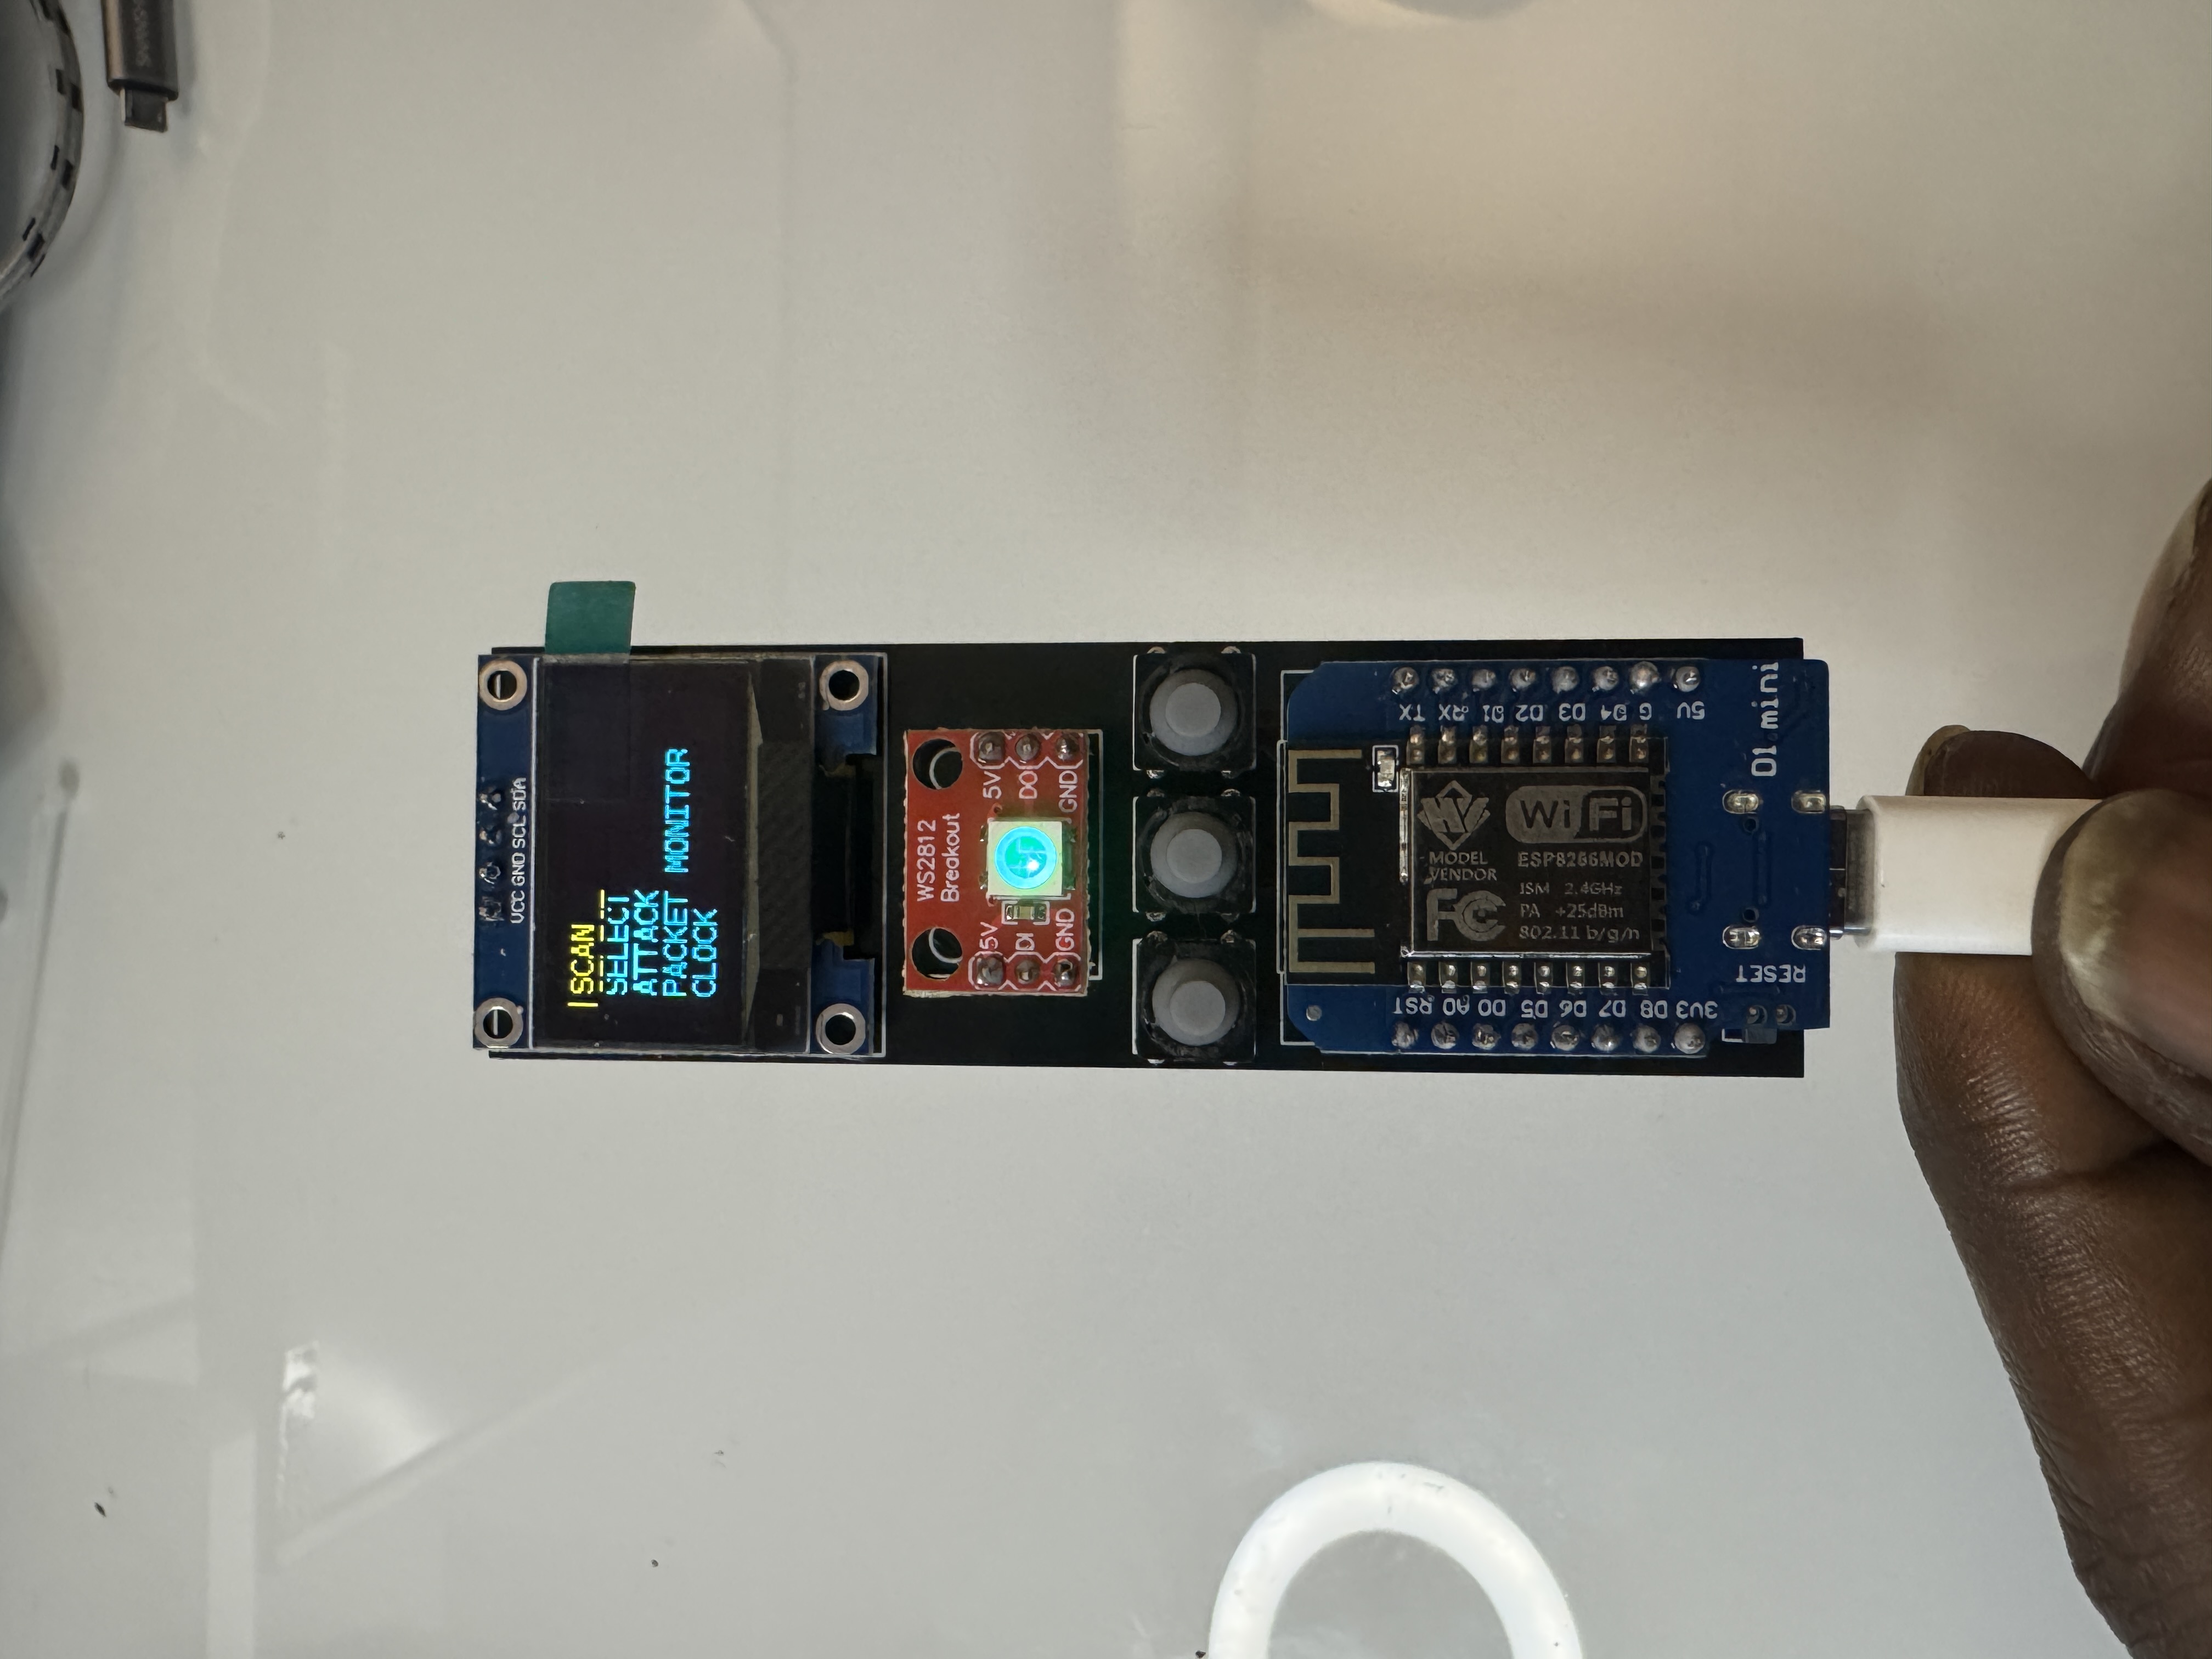 VCC GND SCL SDA
SCAN
SELECT
ATTACK
PACKET MONITOR
CLOCK
WS2812
Breakout
5V
DI
GND
5V
DO
GND
RST
A0
D0
D5
D6
D7
D8
3V3
MODEL
VENDOR
ESP8266MOD
ISM 2.4GHz
PA +25dBm
802.11 b/g/n
FC
WiFi
TX
RX
D1
D2
D3
D4
G
5V
RESET
D1 mini